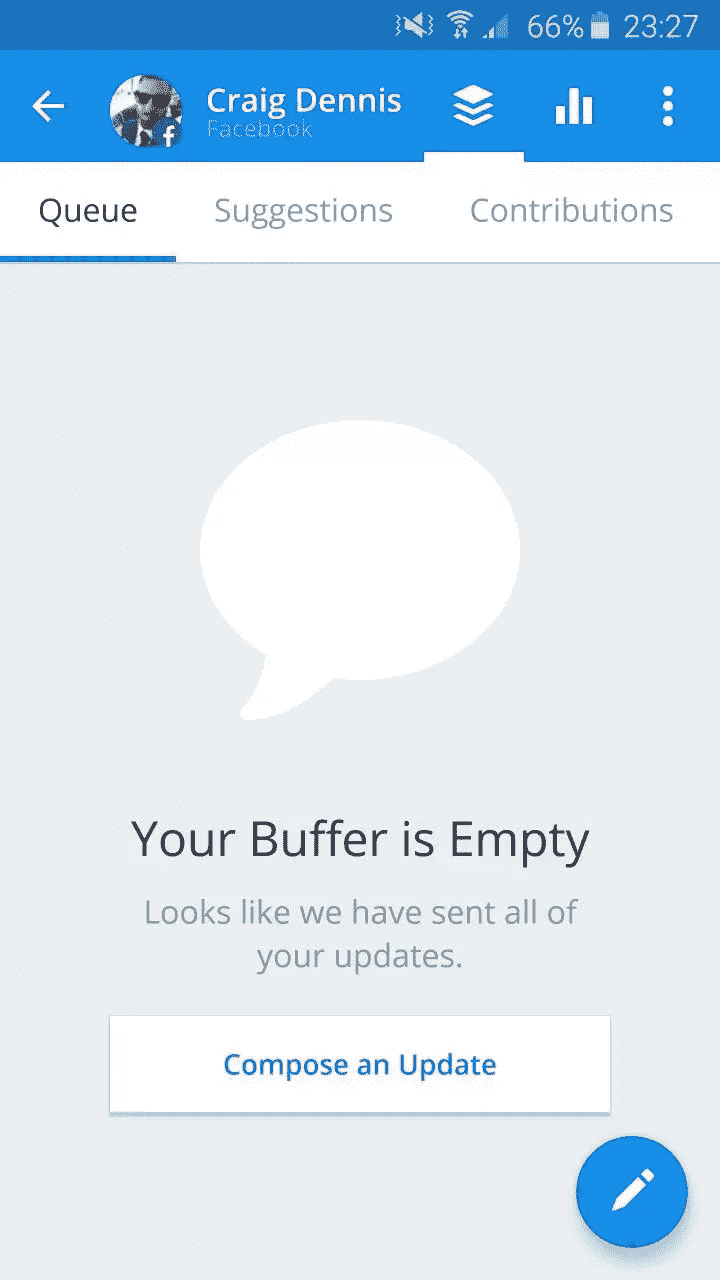 66% 23:27
Craig Dennis
Facebook
Queue Suggestions Contributions
Your Buffer is Empty
Looks like we have sent all of
your updates.
Compose an Update